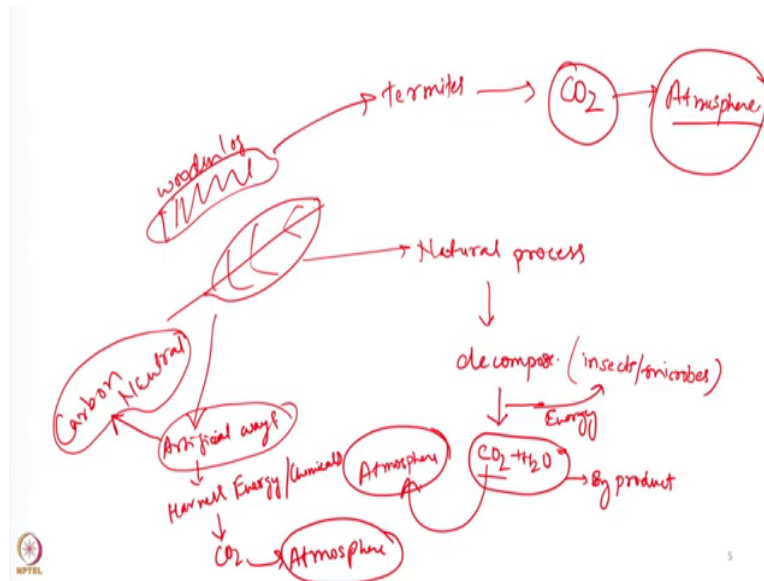 termites
CO2
Atmosphere
wooden log
Natural process
decompose. (insects/microbes)
Energy
CO2+H2O
By product
Atmosphere
Carbon
Neutral
Artificial ways
Harness Energy/Chemicals
CO2
Atmosphere
NPTEL
5